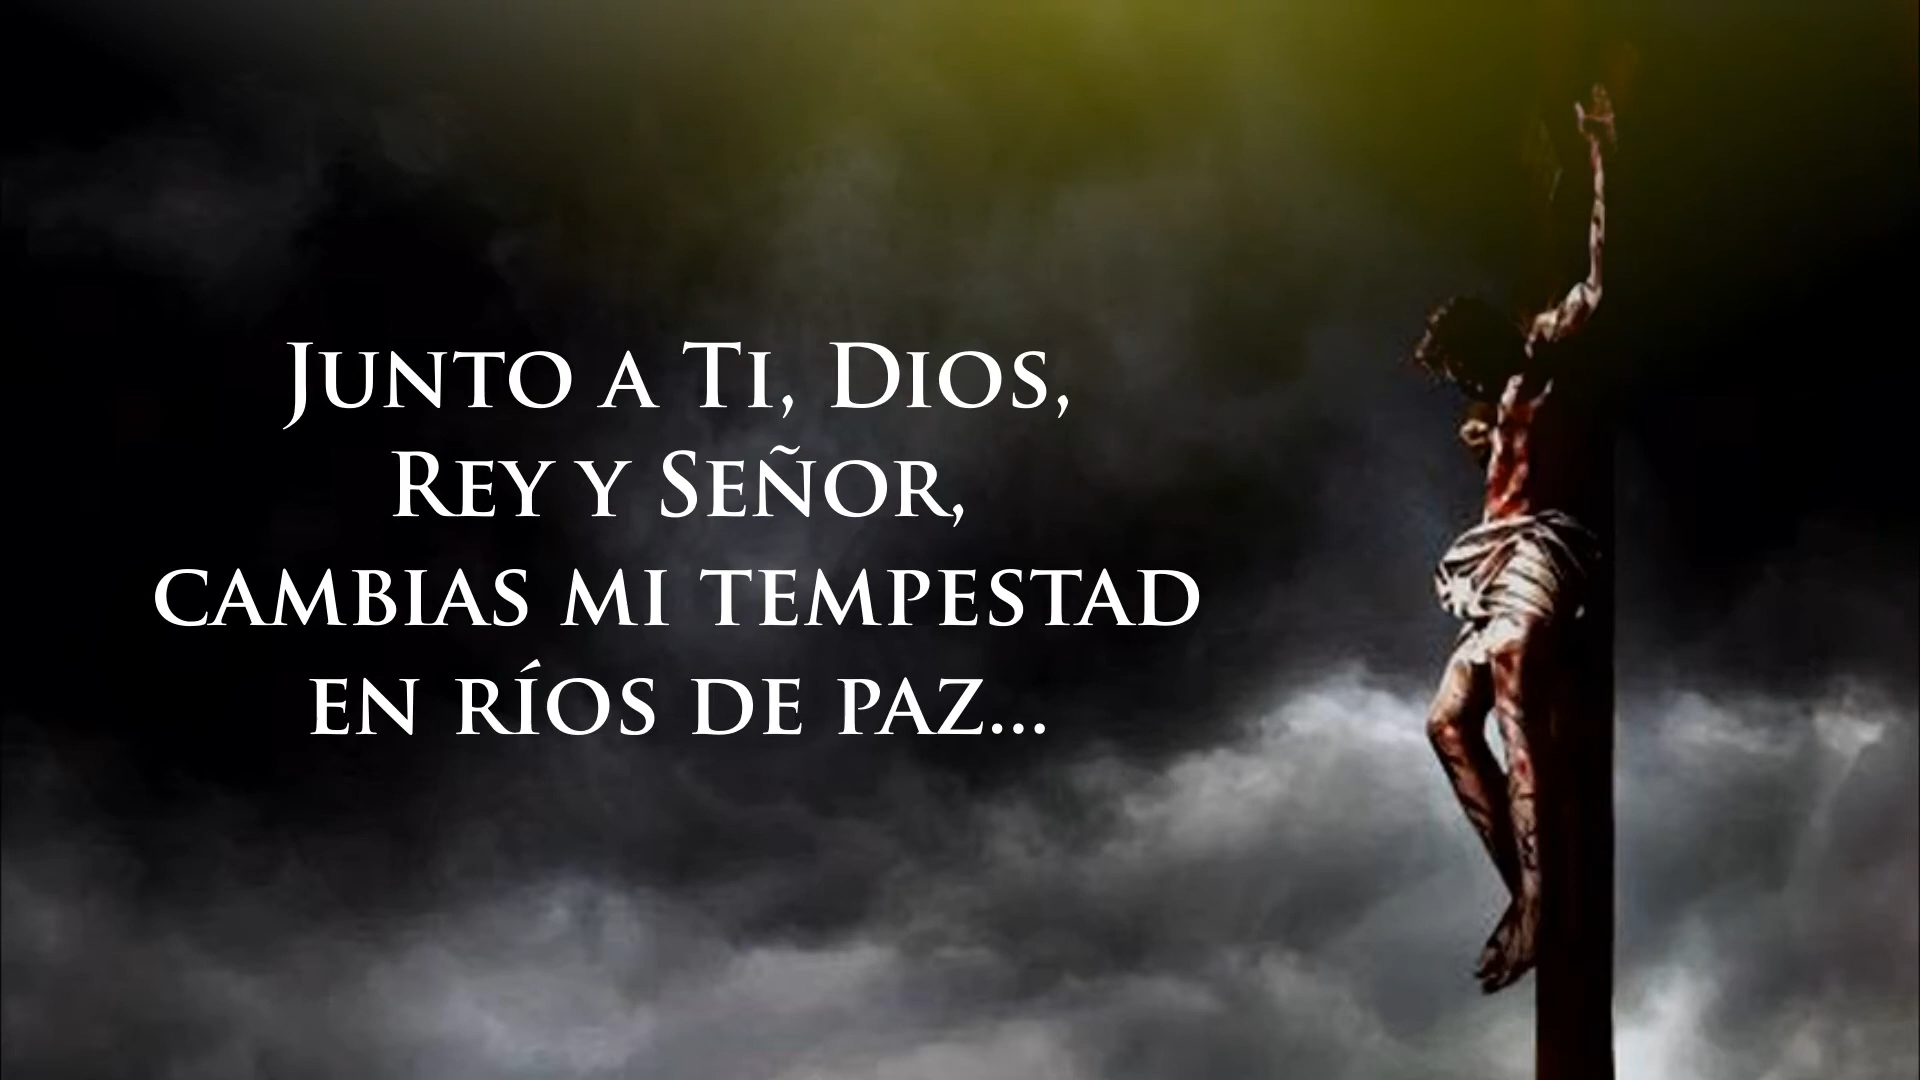 Junto a Ti, Dios,
Rey y Señor,
cambias mi tempestad
en ríos de paz...